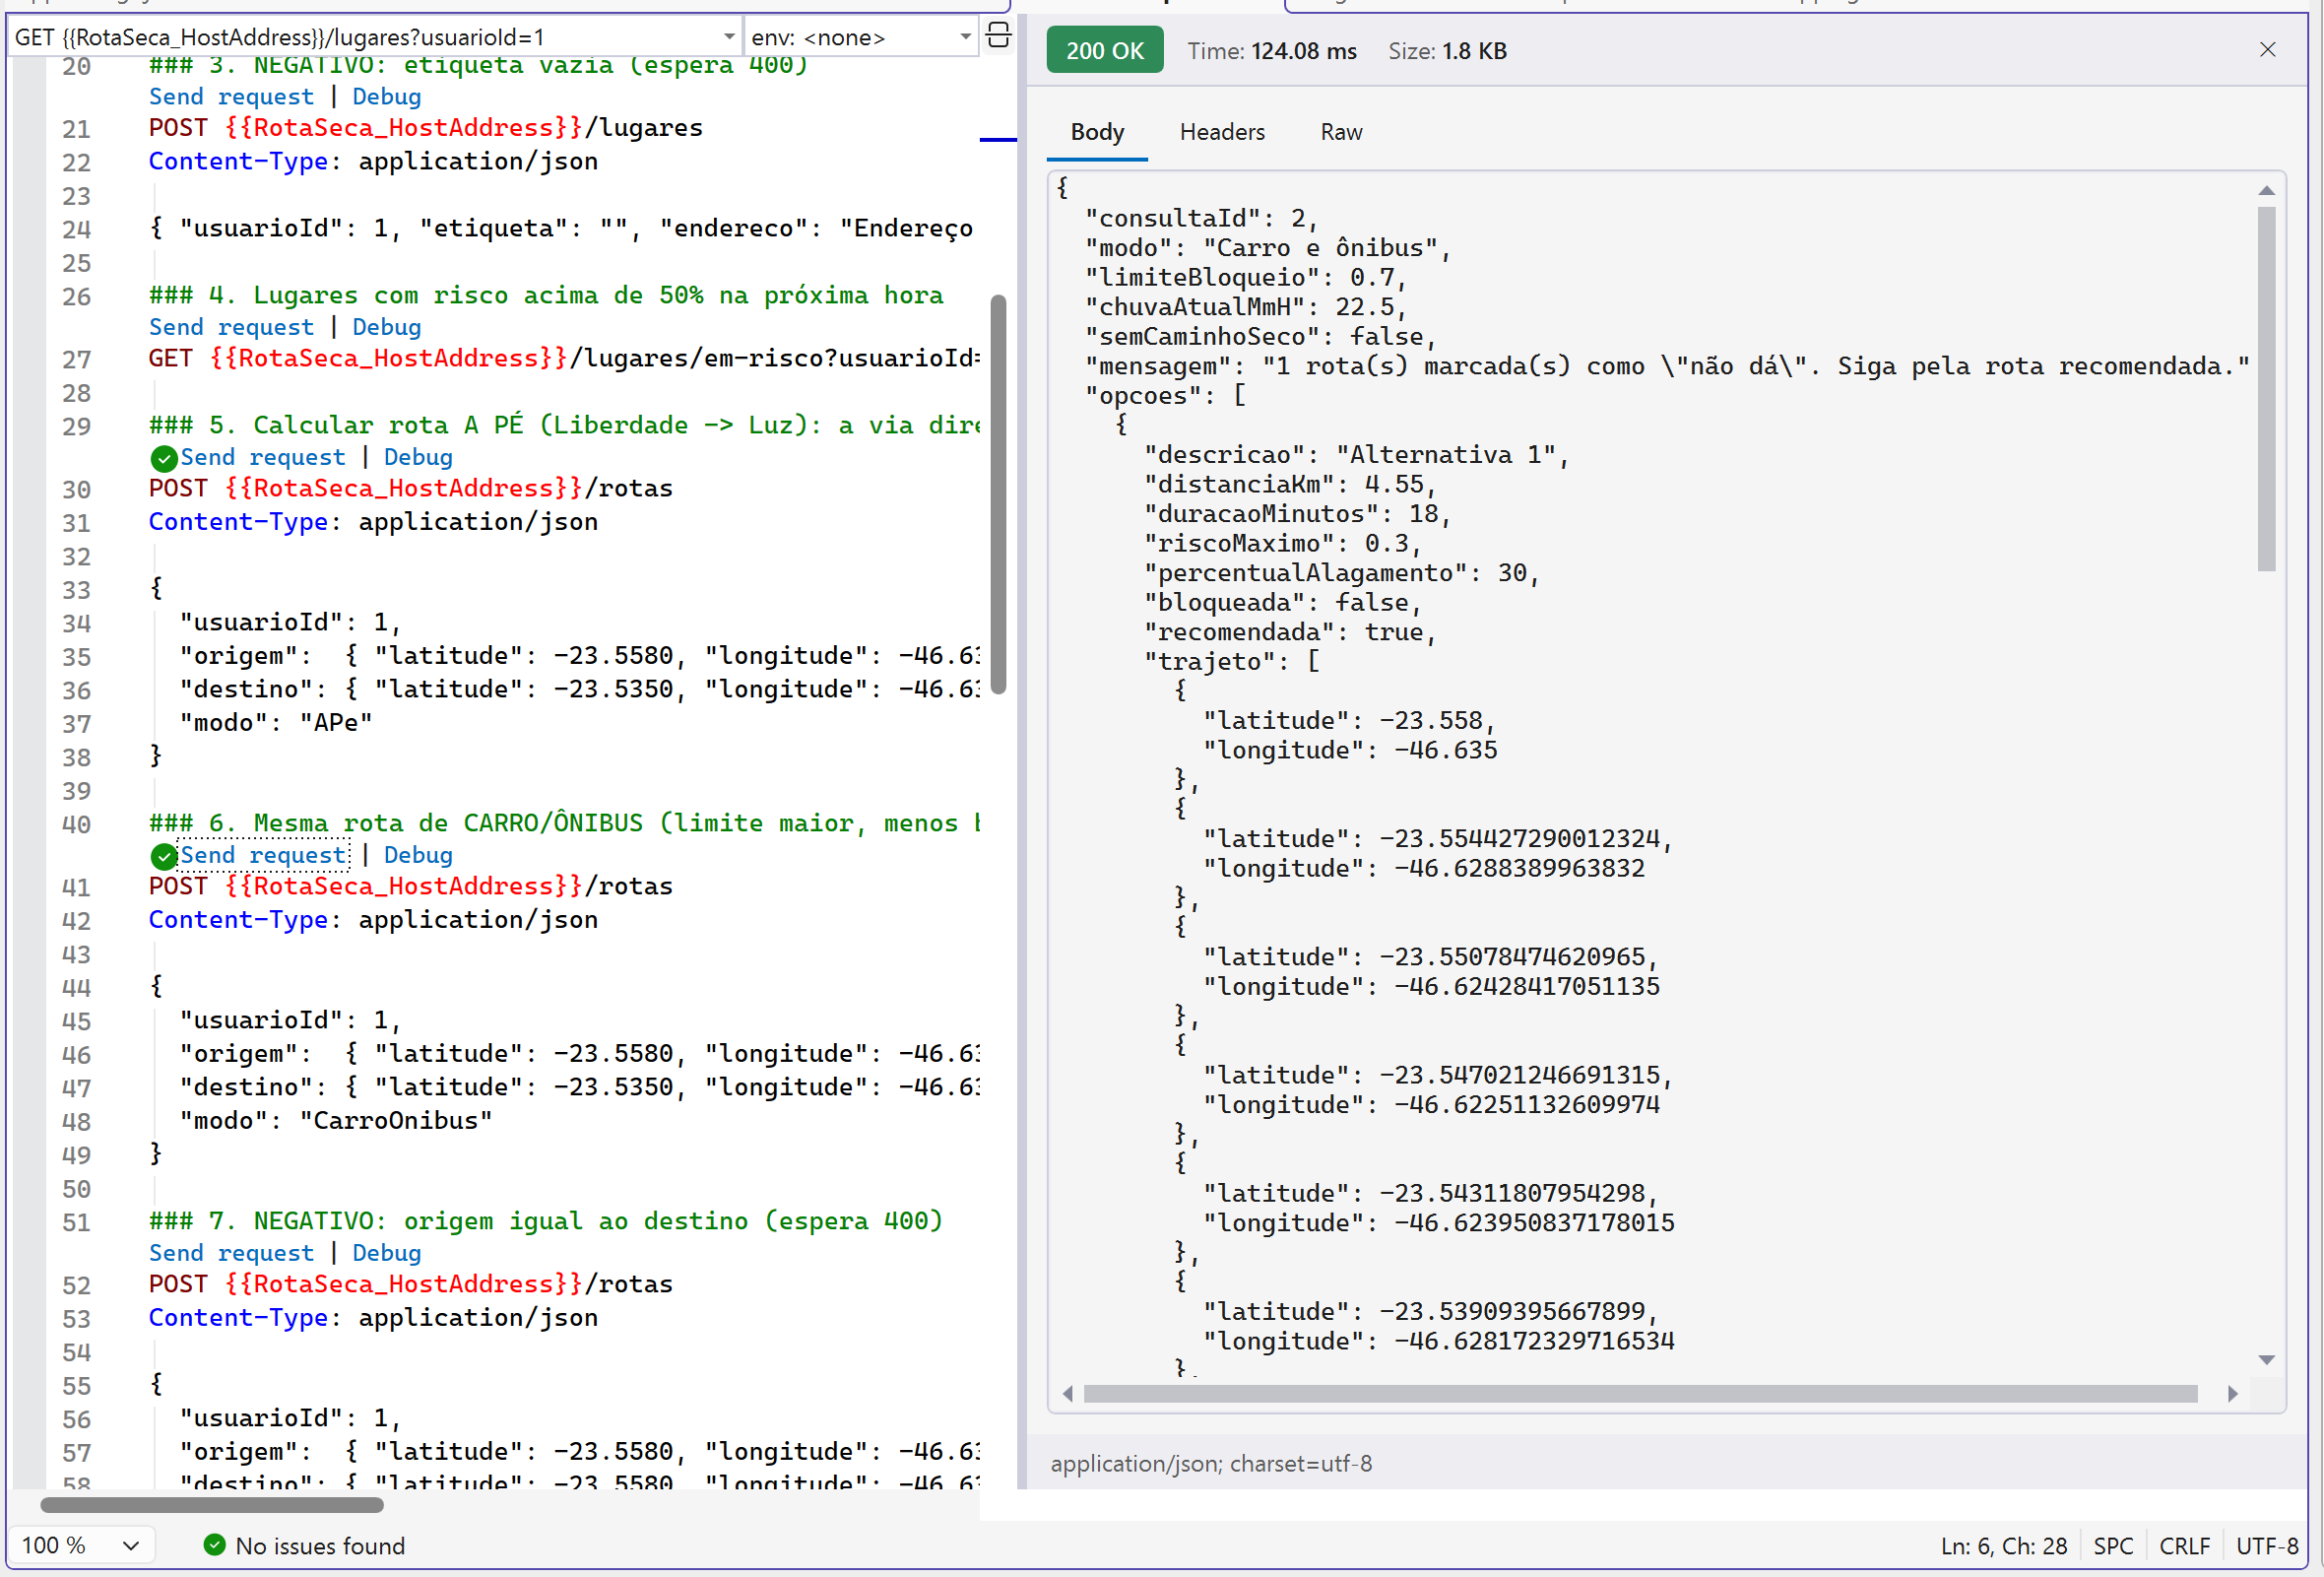 GET {{RotaSeca_HostAddress}}/lugares?usuarioId=1
env: <none>
20 ### 3. NEGATIVO: etiqueta vazia (espera 400)
Send request | Debug
21 POST {{RotaSeca_HostAddress}}/lugares
22 Content-Type: application/json
23
24 { "usuarioId": 1, "etiqueta": "", "endereco": "Endereço
25
26 ### 4. Lugares com risco acima de 50% na próxima hora
Send request | Debug
27 GET {{RotaSeca_HostAddress}}/lugares/em-risco?usuarioId=
28
29 ### 5. Calcular rota A PÉ (Liberdade -> Luz): a via dire
Send request | Debug
30 POST {{RotaSeca_HostAddress}}/rotas
31 Content-Type: application/json
32
33 {
34 "usuarioId": 1,
35 "origem": { "latitude": -23.5580, "longitude": -46.63
36 "destino": { "latitude": -23.5350, "longitude": -46.63
37 "modo": "APe"
38 }
39
40 ### 6. Mesma rota de CARRO/ÔNIBUS (limite maior, menos b
Send request | Debug
41 POST {{RotaSeca_HostAddress}}/rotas
42 Content-Type: application/json
43
44 {
45 "usuarioId": 1,
46 "origem": { "latitude": -23.5580, "longitude": -46.63
47 "destino": { "latitude": -23.5350, "longitude": -46.63
48 "modo": "CarroOnibus"
49 }
50
51 ### 7. NEGATIVO: origem igual ao destino (espera 400)
Send request | Debug
52 POST {{RotaSeca_HostAddress}}/rotas
53 Content-Type: application/json
54
55 {
56 "usuarioId": 1,
57 "origem": { "latitude": -23.5580, "longitude": -46.63
58 "destino": { "latitude": -23.5580, "longitude": -46.63
200 OK Time: 124.08 ms Size: 1.8 KB
Body Headers Raw
{
"consultaId": 2,
"modo": "Carro e ônibus",
"limiteBloqueio": 0.7,
"chuvaAtualMmH": 22.5,
"semCaminhoSeco": false,
"mensagem": "1 rota(s) marcada(s) como \"não dá\". Siga pela rota recomendada."
"opcoes": [
{
"descricao": "Alternativa 1",
"distanciaKm": 4.55,
"duracaoMinutos": 18,
"riscoMaximo": 0.3,
"percentualAlagamento": 30,
"bloqueada": false,
"recomendada": true,
"trajeto": [
{
"latitude": -23.558,
"longitude": -46.635
},
{
"latitude": -23.55442729001 2324,
"longitude": -46.6288389963832
},
{
"latitude": -23.55078474620965,
"longitude": -46.62428417051135
},
{
"latitude": -23.547021246691315,
"longitude": -46.62251132609974
},
{
"latitude": -23.54311807954298,
"longitude": -46.623950837178015
},
{
"latitude": -23.53909395667899,
"longitude": -46.628172329716534
},
application/json; charset=utf-8
100 % No issues found Ln: 6, Ch: 28 SPC CRLF UTF-8